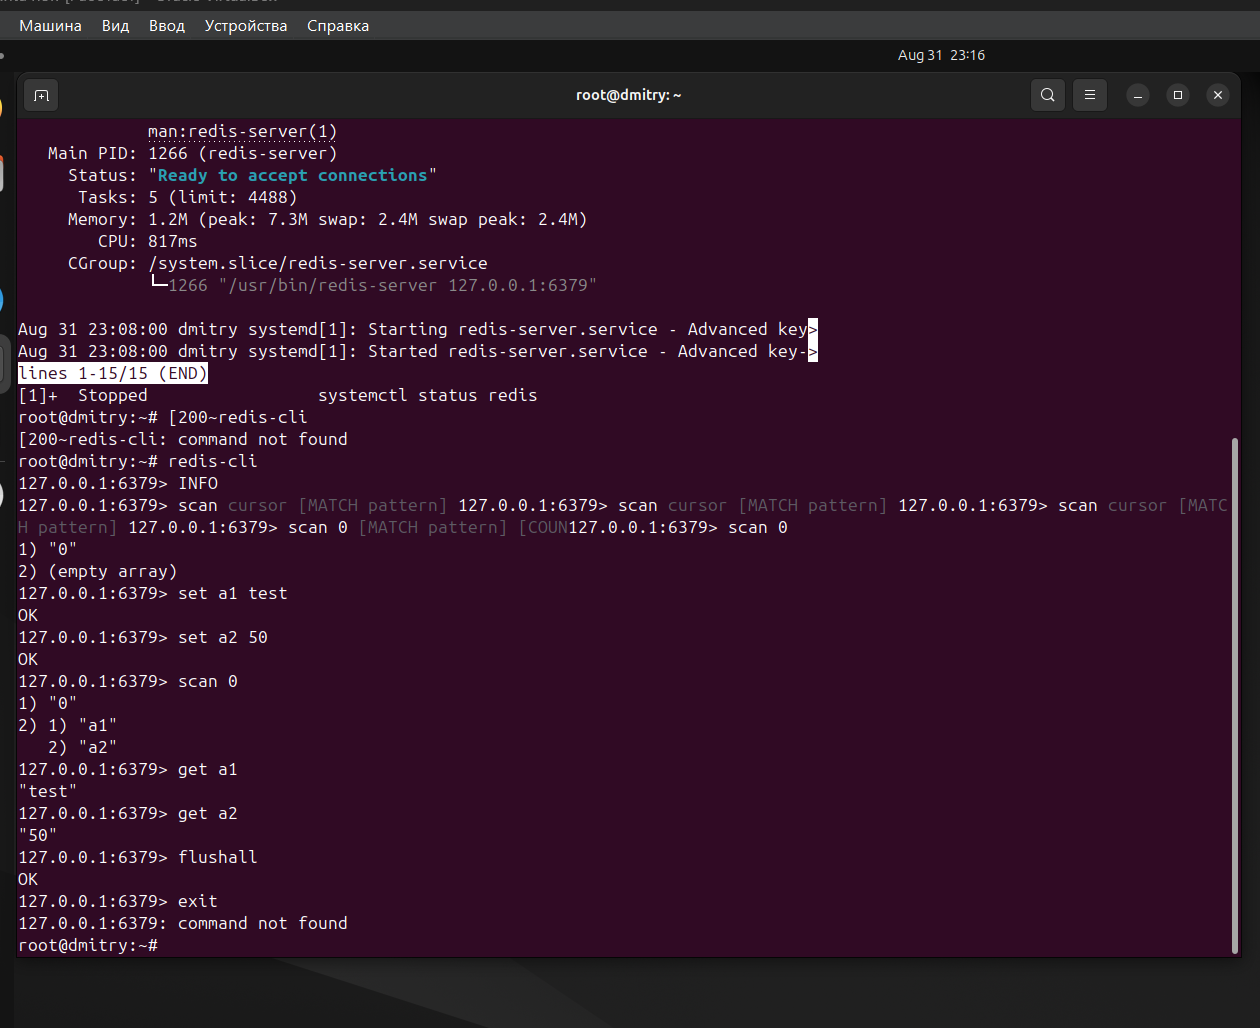 Машина Вид Ввод Устройства Справка
Aug 31 23:16
root@dmitry: ~
man:redis-server(1)
Main PID: 1266 (redis-server)
Status: "Ready to accept connections"
Tasks: 5 (limit: 4488)
Memory: 1.2M (peak: 7.3M swap: 2.4M swap peak: 2.4M)
CPU: 817ms
CGroup: /system.slice/redis-server.service
└─1266 "/usr/bin/redis-server 127.0.0.1:6379"
Aug 31 23:08:00 dmitry systemd[1]: Starting redis-server.service - Advanced key>
Aug 31 23:08:00 dmitry systemd[1]: Started redis-server.service - Advanced key->
lines 1-15/15 (END)
[1]+  Stopped                 systemctl status redis
root@dmitry:~# [200~redis-cli
[200~redis-cli: command not found
root@dmitry:~# redis-cli
127.0.0.1:6379> INFO
127.0.0.1:6379> scan cursor [MATCH pattern] 127.0.0.1:6379> scan cursor [MATCH pattern] 127.0.0.1:6379> scan cursor [MATC
H pattern] 127.0.0.1:6379> scan 0 [MATCH pattern] [COUN127.0.0.1:6379> scan 0
1) "0"
2) (empty array)
127.0.0.1:6379> set a1 test
OK
127.0.0.1:6379> set a2 50
OK
127.0.0.1:6379> scan 0
1) "0"
2) 1) "a1"
   2) "a2"
127.0.0.1:6379> get a1
"test"
127.0.0.1:6379> get a2
"50"
127.0.0.1:6379> flushall
OK
127.0.0.1:6379> exit
127.0.0.1:6379: command not found
root@dmitry:~#